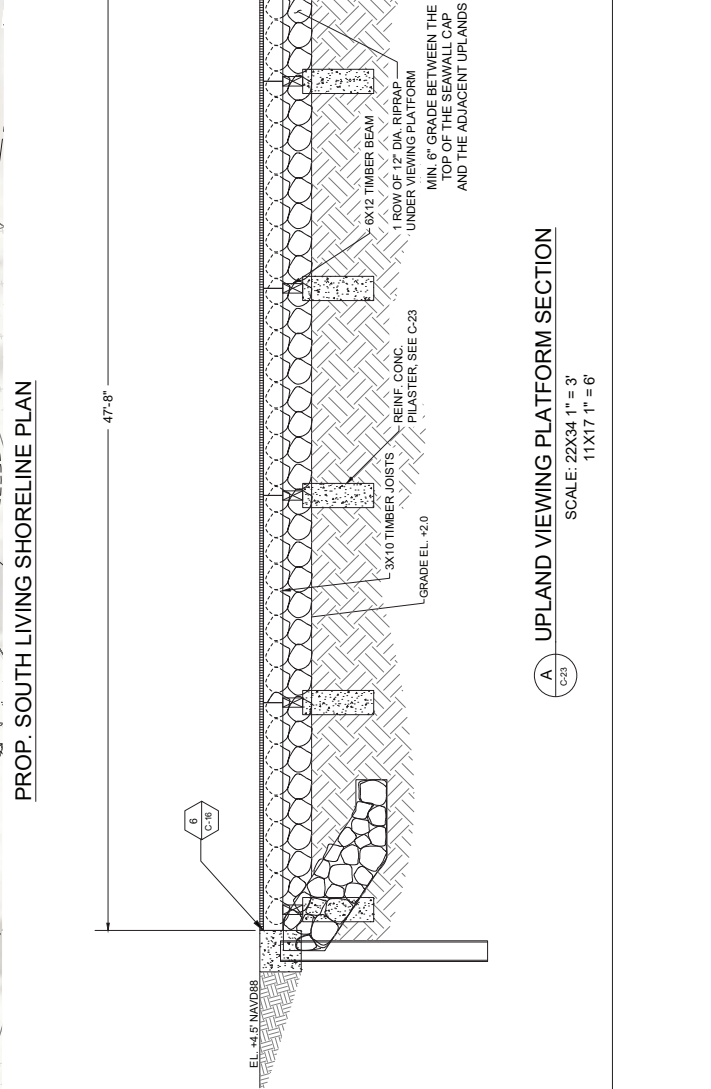 PROP. SOUTH LIVING SHORELINE PLAN
47'-8"
6
C-16
EL. +4.5' NAVD88
6X12 TIMBER BEAM
1 ROW OF 12" DIA. RIPRAP
UNDER VIEWING PLATFORM
MIN. 6" GRADE BETWEEN THE
TOP OF THE SEAWALL CAP
AND THE ADJACENT UPLANDS
REINF. CONC.
PILASTER, SEE C-23
3X10 TIMBER JOISTS
GRADE EL. +2.0
A
C-23
UPLAND VIEWING PLATFORM SECTION
SCALE: 22X34 1" = 3'
11X17 1" = 6'